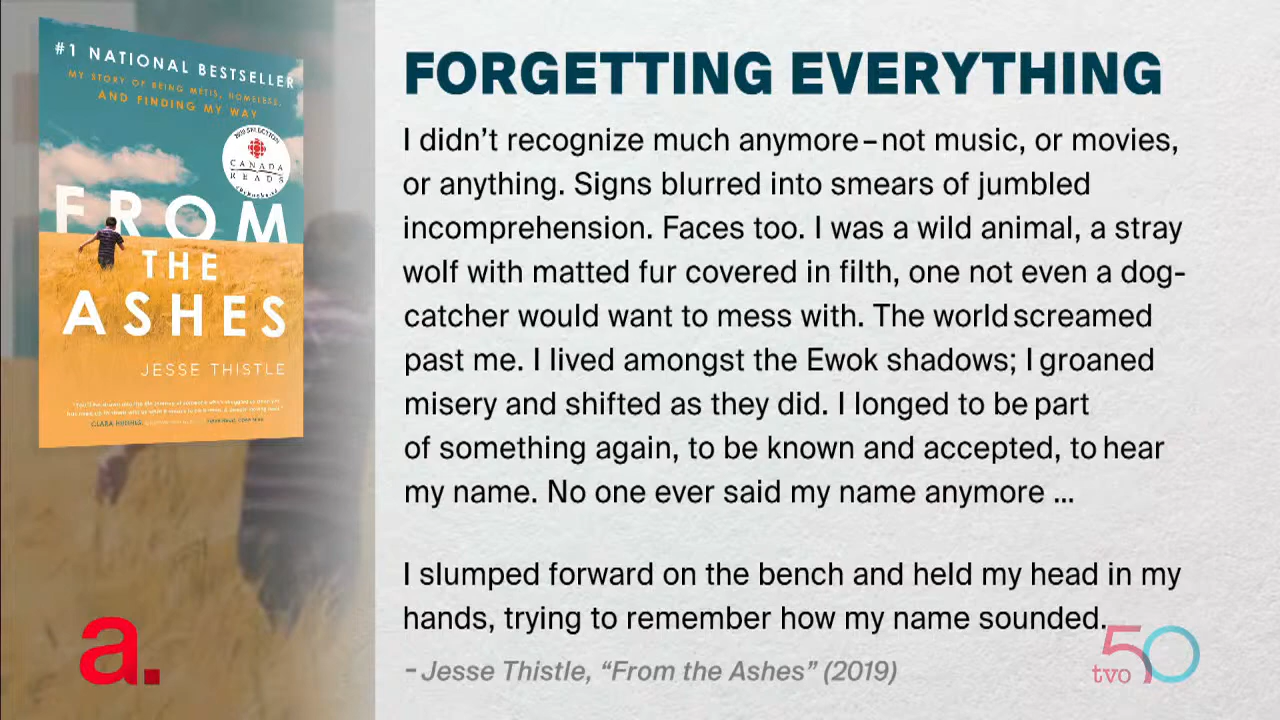 #1 NATIONAL BESTSELLER
MY STORY OF BEING MÉTIS, HOMELESS,
AND FINDING MY WAY
CANADA
READS
FROM
THE
ASHES
JESSE THISTLE
CLARA HUGHES,
FORGETTING EVERYTHING
I didn't recognize much anymore – not music, or movies,
or anything. Signs blurred into smears of jumbled
incomprehension. Faces too. I was a wild animal, a stray
wolf with matted fur covered in filth, one not even a dog-
catcher would want to mess with. The world screamed
past me. I lived amongst the Ewok shadows; I groaned
misery and shifted as they did. I longed to be part
of something again, to be known and accepted, to hear
my name. No one ever said my name anymore ...
I slumped forward on the bench and held my head in my
hands, trying to remember how my name sounded.
– Jesse Thistle, “From the Ashes” (2019)
a.
tvo 50